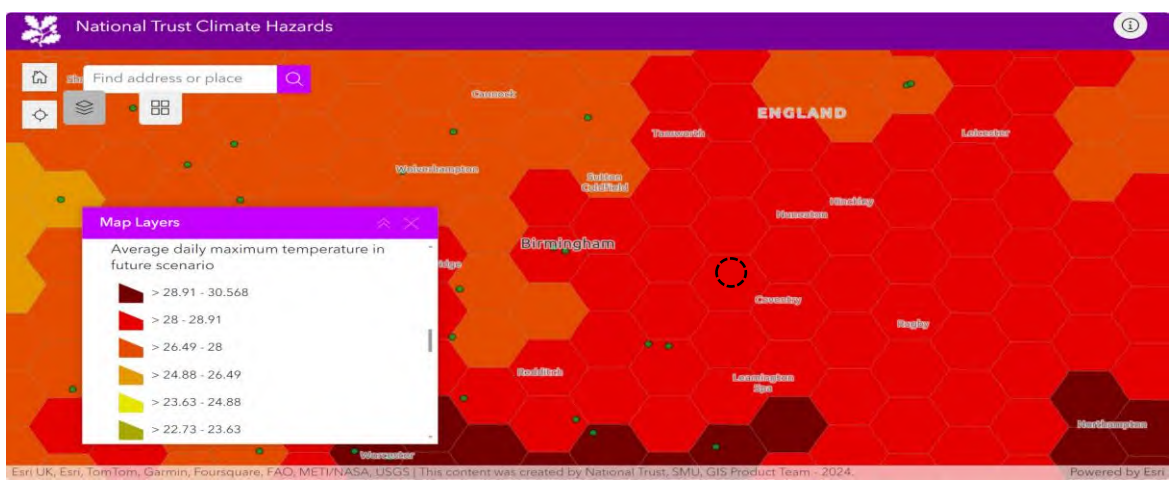 National Trust Climate Hazards
Find address or place
Cannock
ENGLAND
Tamworth
Leicester
Wolverhampton
Sutton
Coldfield
Hinckley
Nuneaton
Map Layers
Birmingham
Average daily maximum temperature in
future scenario
> 28.91 - 30.568
Coventry
> 28 - 28.91
Rugby
> 26.49 - 28
> 24.88 - 26.49
Redditch
Leamington
Spa
> 23.63 - 24.88
> 22.73 - 23.63
Northampton
Worcester
Esri UK, Esri, TomTom, Garmin, Foursquare, FAO, METI/NASA, USGS | This content was created by National Trust, SMU, GIS Product Team - 2024.
Powered by Esri